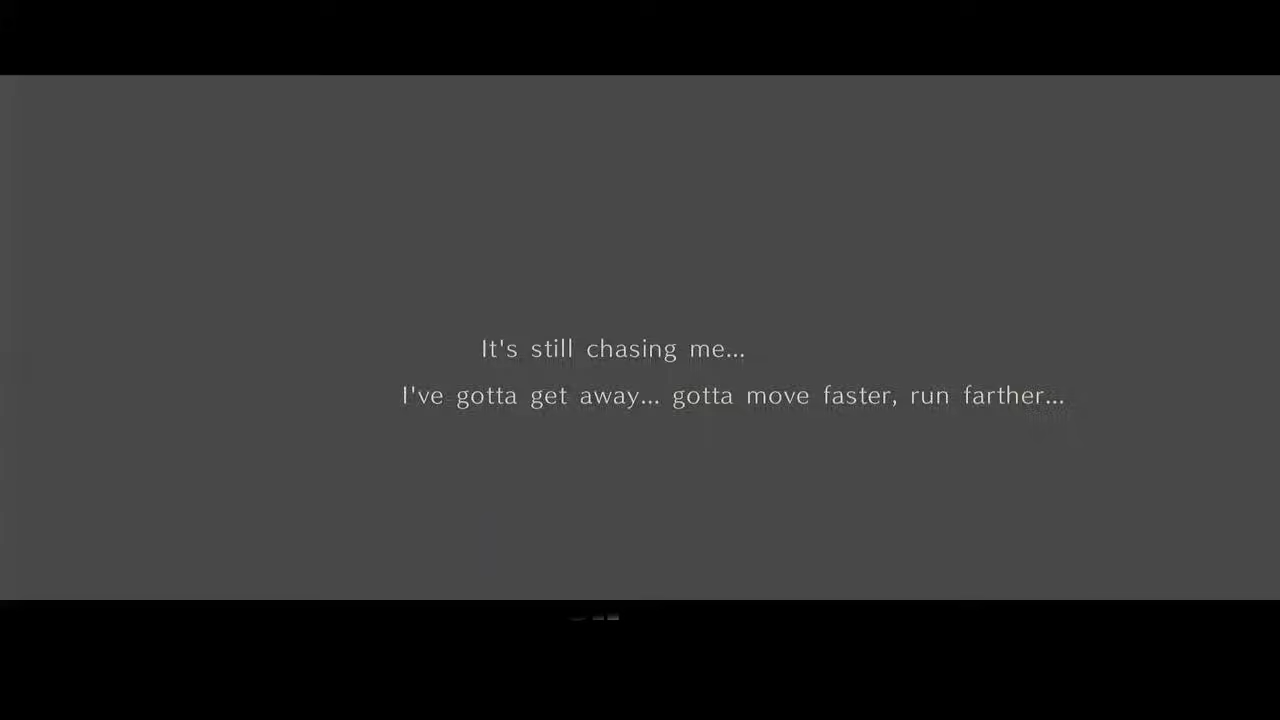 It's still chasing me...
I've gotta get away... gotta move faster, run farther...